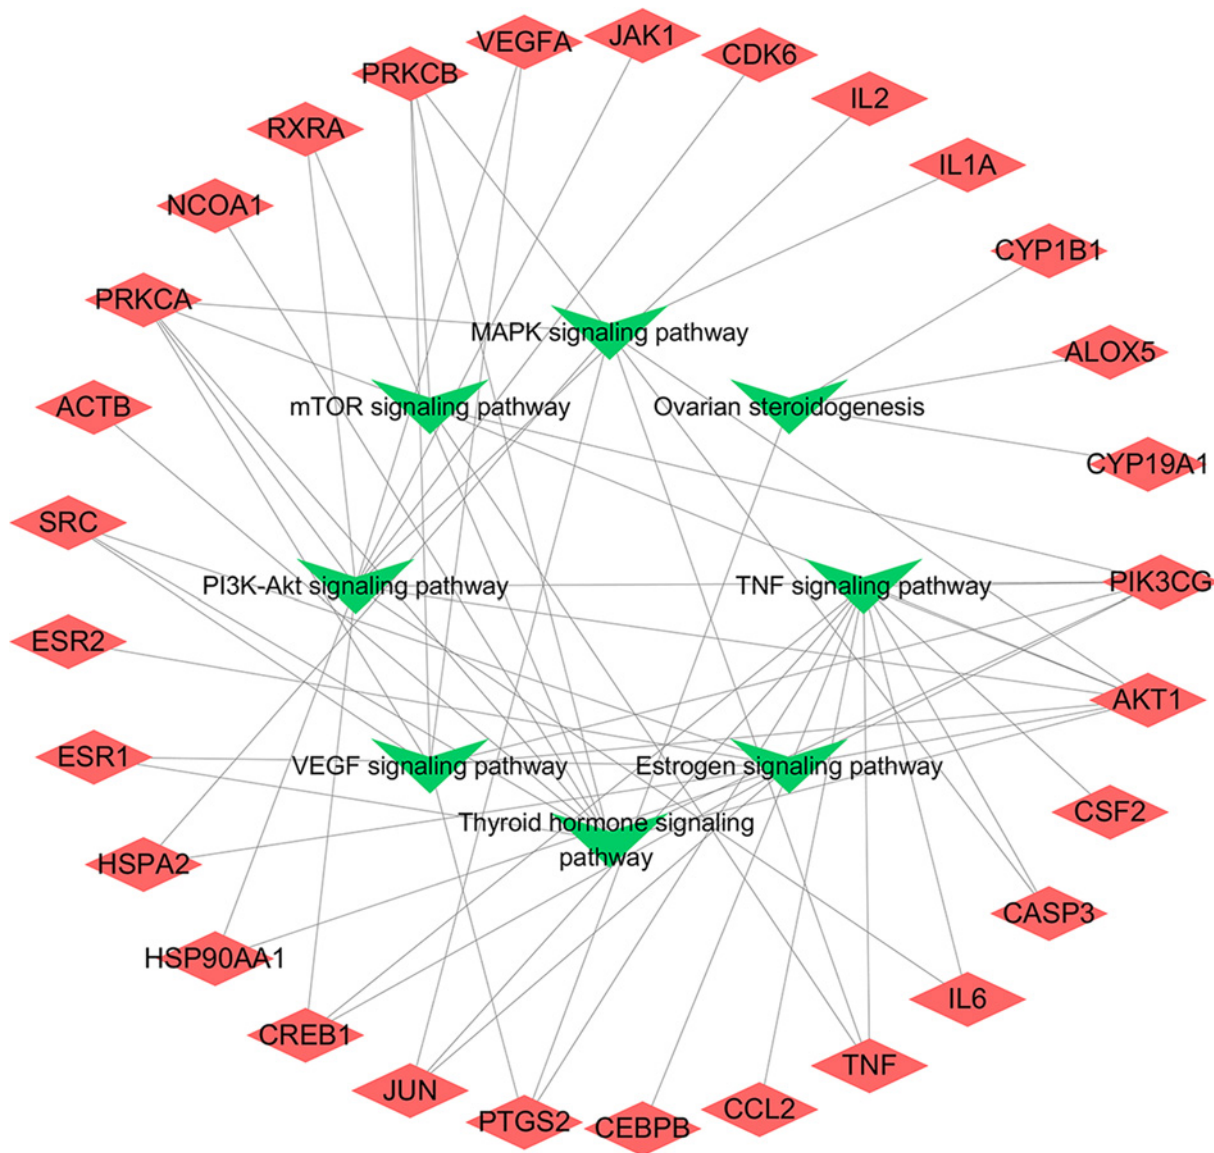 VEGFA
JAK1
CDK6
PRKCB
IL2
RXRA
IL1A
NCOA1
CYP1B1
PRKCA
MAPK signaling pathway
ALOX5
ACTB
mTOR signaling pathway
Ovarian steroidogenesis
CYP19A1
SRC
PI3K-Akt signaling pathway
TNF signaling pathway
PIK3CG
ESR2
AKT1
ESR1
VEGF signaling pathway
Estrogen signaling pathway
CSF2
Thyroid hormone signaling
pathway
HSPA2
CASP3
HSP90AA1
IL6
CREB1
TNF
JUN
CCL2
PTGS2
CEBPB